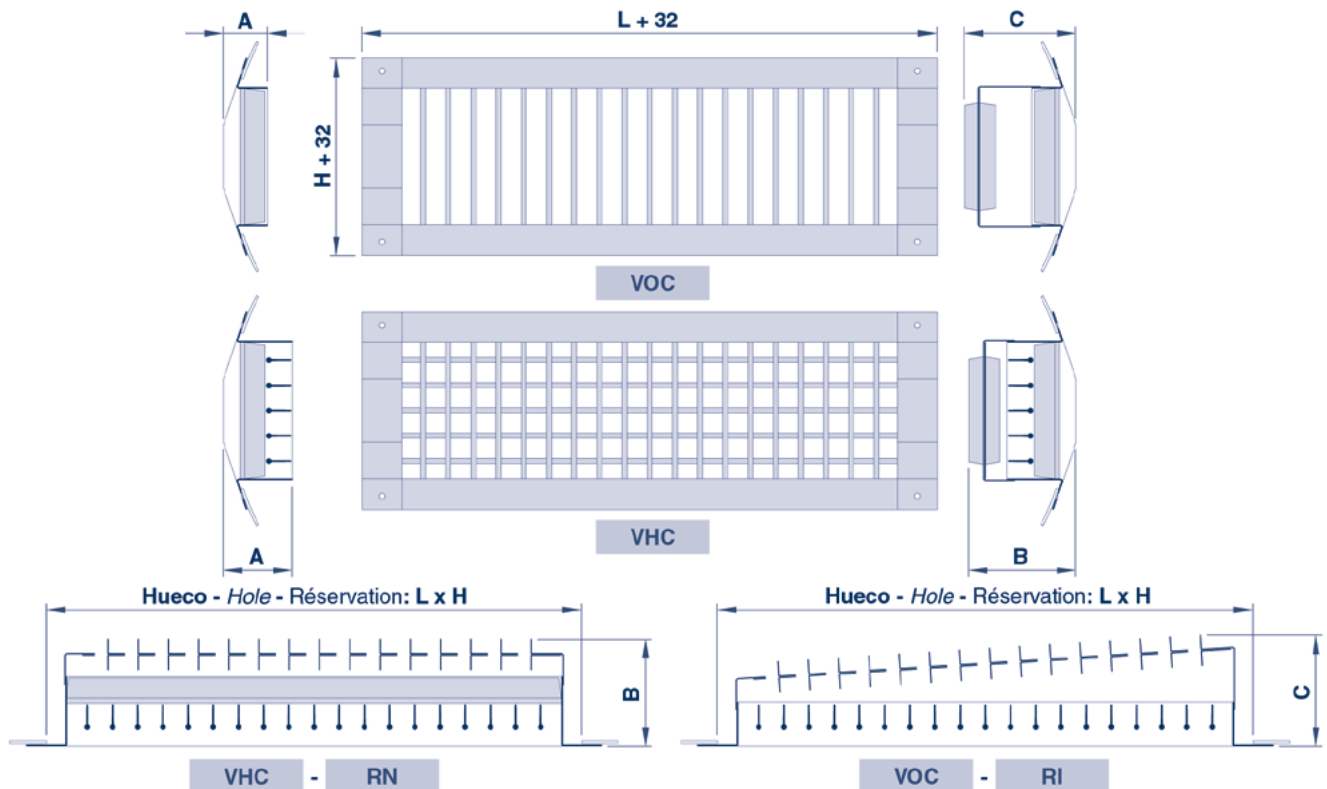 A
L + 32
C
H + 32
VOC
VHC
A
B
Hueco - Hole - Réservation: L x H
Hueco - Hole - Réservation: L x H
B
C
VHC - RN
VOC - RI